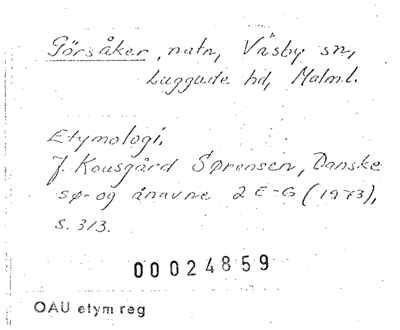 Görsåker, natn, Väsby sn,
Luggude hd, Malm.l.
Etymologi.
J. Kousgård Sørensen, Danske
sø- og ånavne 2 E-G (1973),
s. 313.
00024859
OAU etym reg